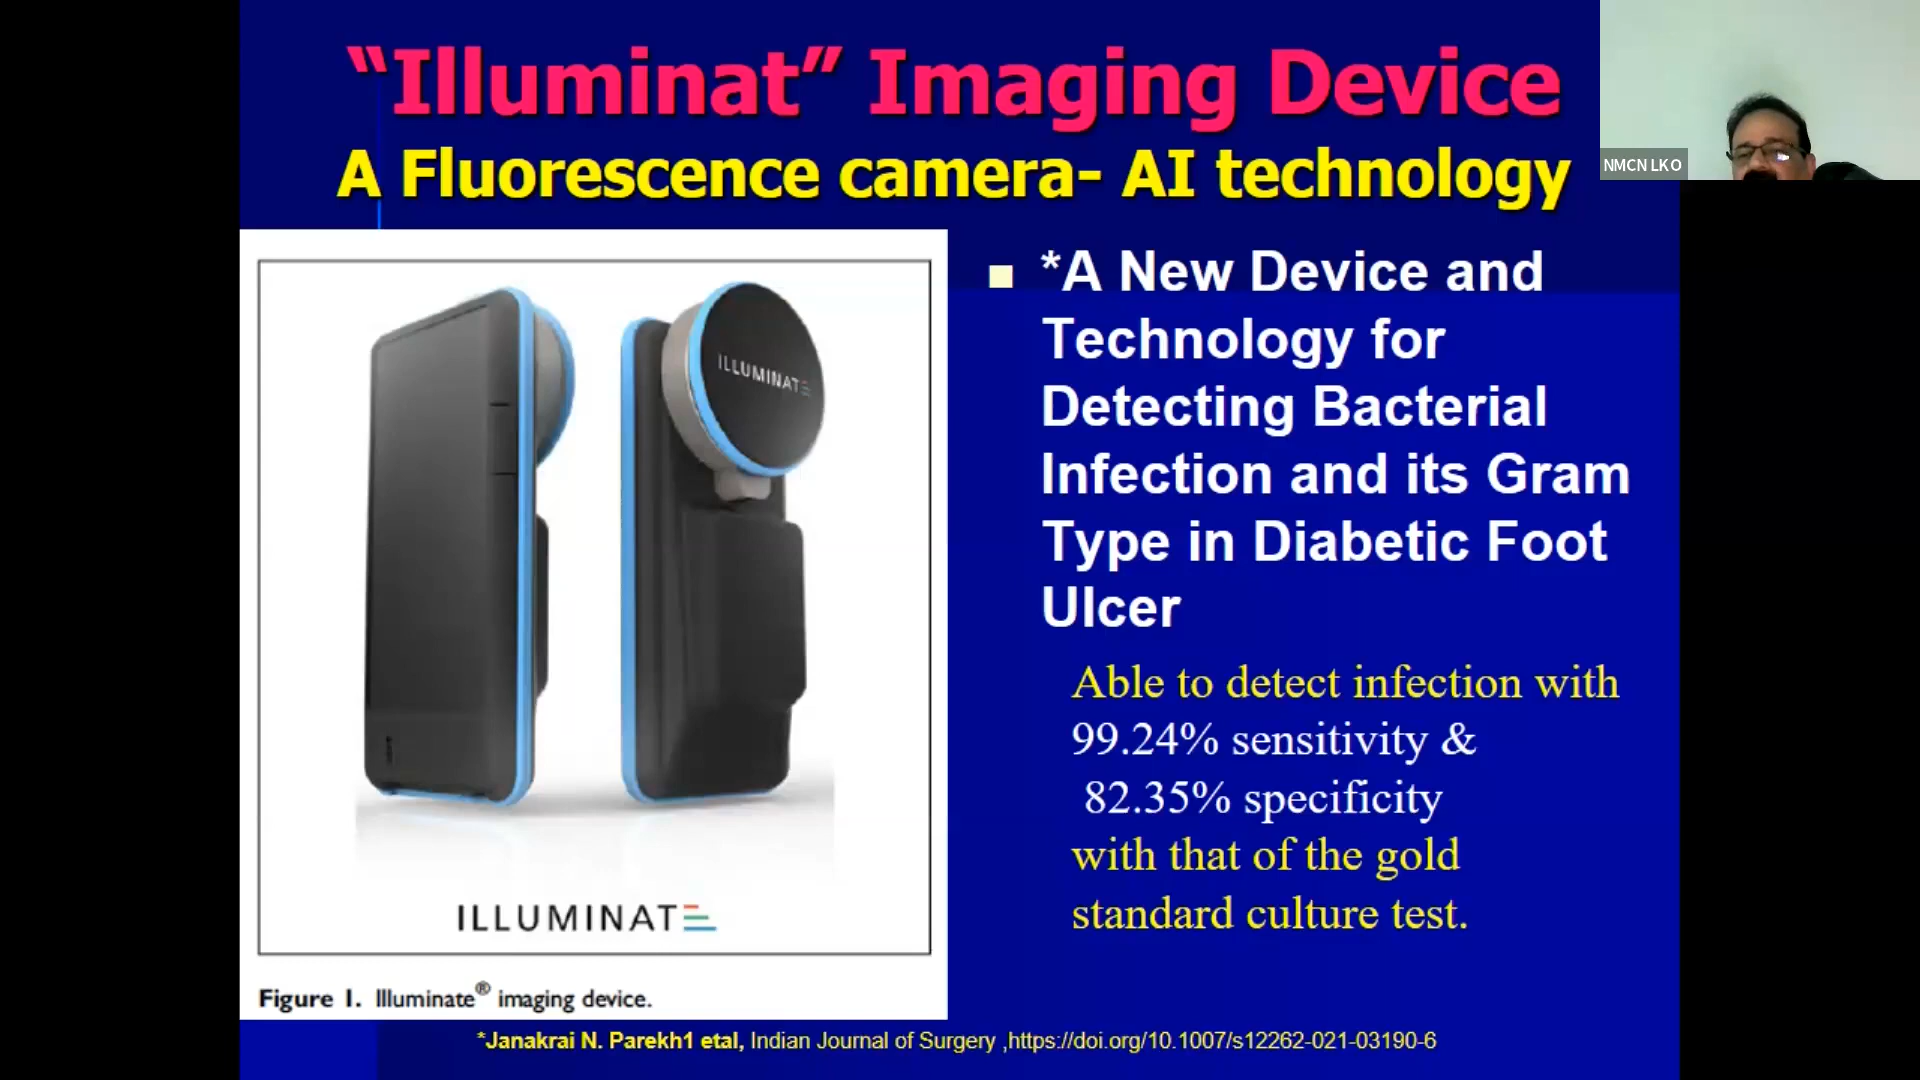 “Illuminat” Imaging Device
A Fluorescence camera- AI technology
NMCN LKO
ILLUMINATE
ILLUMINATE
Figure 1. Illuminate® imaging device.
*A New Device and
Technology for
Detecting Bacterial
Infection and its Gram
Type in Diabetic Foot
Ulcer
Able to detect infection with
99.24% sensitivity &
82.35% specificity
with that of the gold
standard culture test.
*Janakrai N. Parekh1 etal, Indian Journal of Surgery ,https://doi.org/10.1007/s12262-021-03190-6